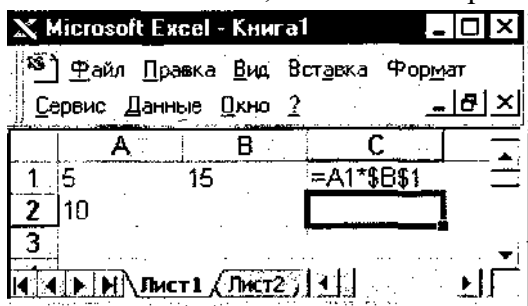 Microsoft Excel - Книга1
Файл Правка Вид Вставка Формат
Сервис Данные Окно ?
A B C
1 5 15 =A1*$B$1
2 10
3
Лист1 Лист2